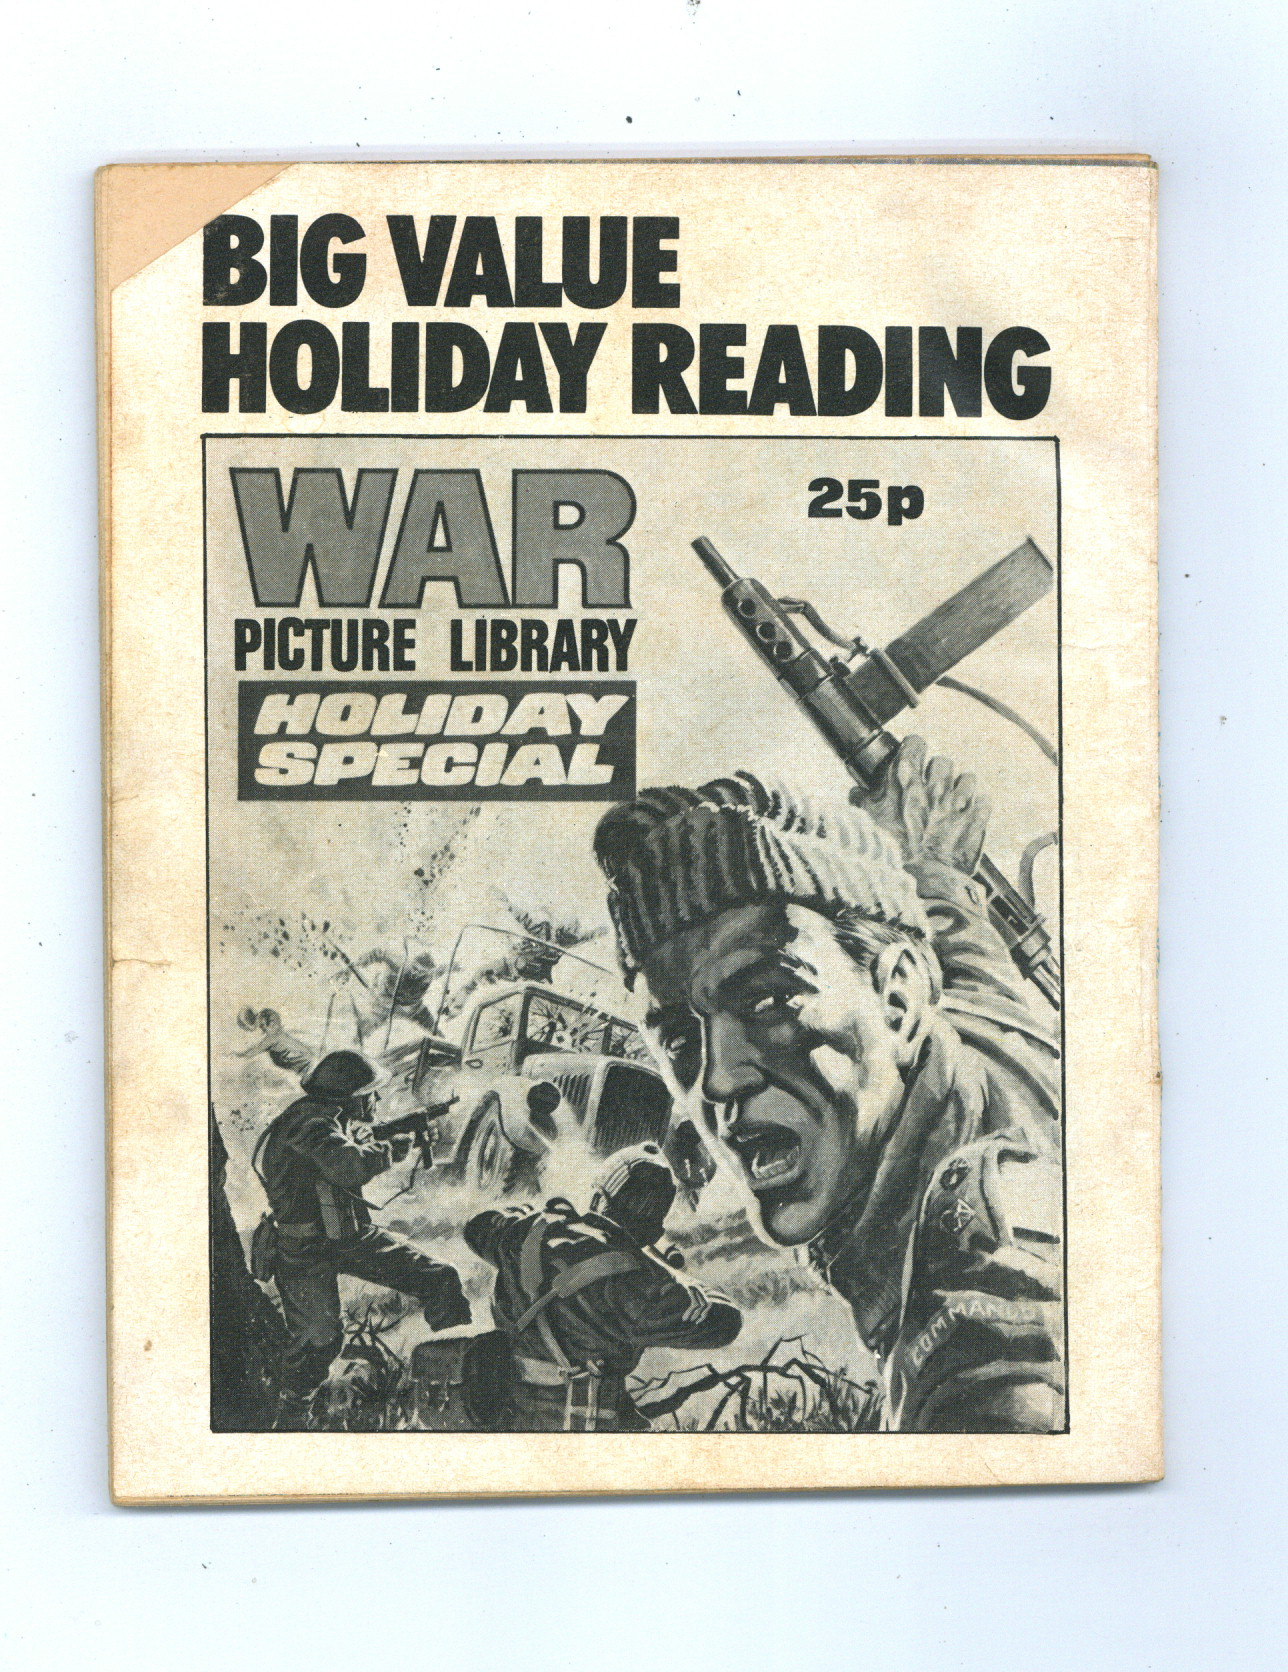 BIG VALUE
HOLIDAY READING
WAR
25p
PICTURE LIBRARY
HOLIDAY
SPECIAL
COMMANDO